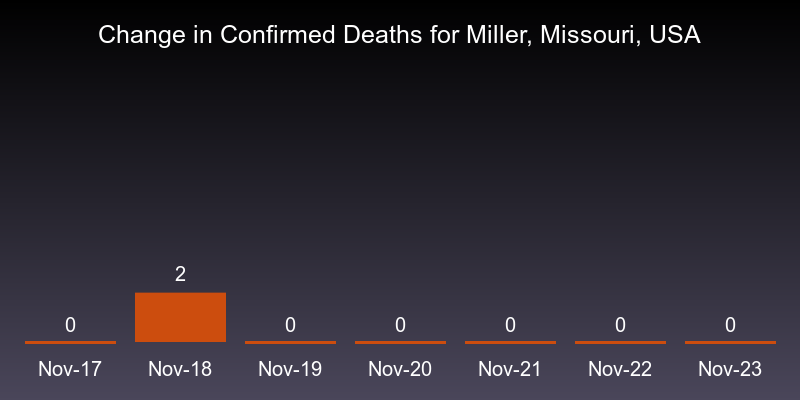 Change in Confirmed Deaths for Miller, Missouri, USA
2
0 0 0 0 0 0
Nov-17 Nov-18 Nov-19 Nov-20 Nov-21 Nov-22 Nov-23